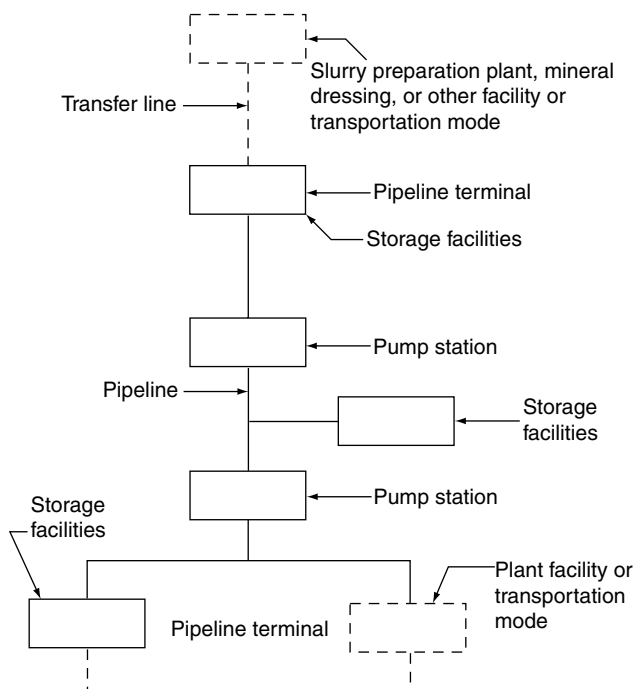 Slurry preparation plant, mineral
dressing, or other facility or
transportation mode
Transfer line
Pipeline terminal
Storage facilities
Pump station
Pipeline
Storage
facilities
Pump station
Storage
facilities
Plant facility or
transportation
mode
Pipeline terminal